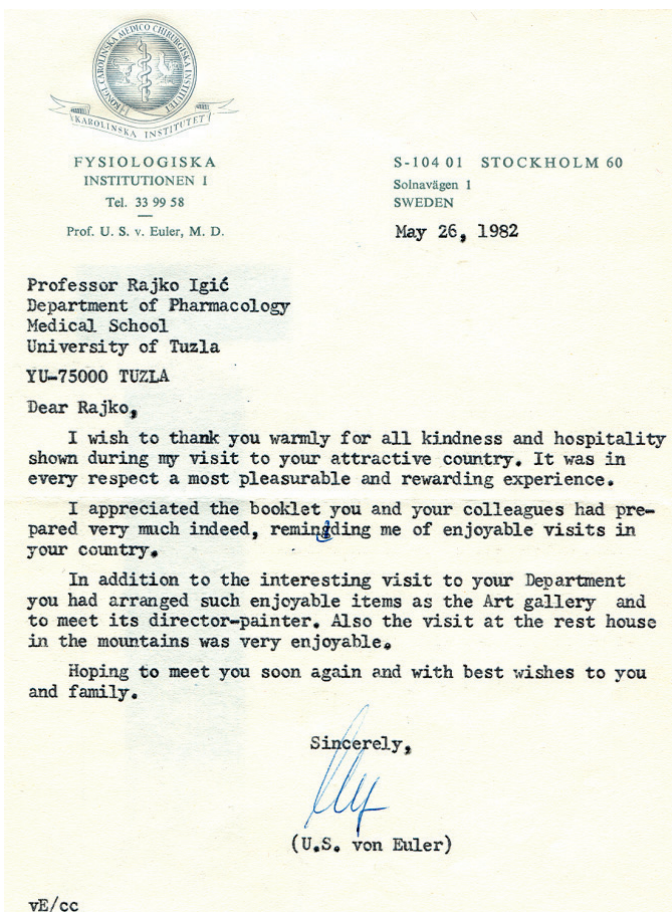 REGII CAROLINSKA MEDICO CHIRURGISKA INSTITUTET
KAROLINSKA INSTITUTET
FYSIOLOGISKA
INSTITUTIONEN I
Tel. 33 99 58
Prof. U. S. v. Euler, M. D.
S-104 01 STOCKHOLM 60
Solnavägen 1
SWEDEN
May 26, 1982
Professor Rajko Igić
Department of Pharmacology
Medical School
University of Tuzla
YU-75000 TUZLA
Dear Rajko,
I wish to thank you warmly for all kindness and hospitality
shown during my visit to your attractive country. It was in
every respect a most pleasurable and rewarding experience.
I appreciated the booklet you and your colleagues had pre-
pared very much indeed, reminding me of enjoyable visits in
your country.
In addition to the interesting visit to your Department
you had arranged such enjoyable items as the Art gallery and
to meet its director-painter. Also the visit at the rest house
in the mountains was very enjoyable.
Hoping to meet you soon again and with best wishes to you
and family.
Sincerely,
(U.S. von Euler)
vE/cc